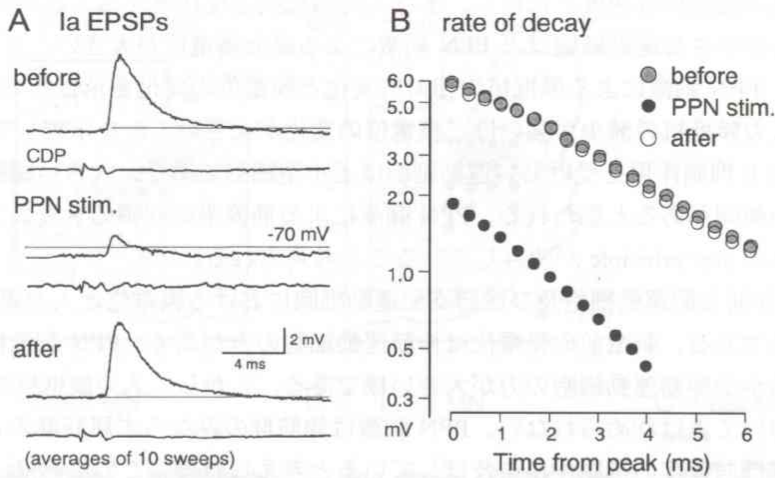 A
Ia EPSPs
before
CDP
PPN stim.
-70 mV
after
2 mV
4 ms
(averages of 10 sweeps)
B
rate of decay
before
PPN stim.
after
6.0
5.0
3.0
2.0
1.0
0.5
0.3
mV
0 1 2 3 4 5 6
Time from peak (ms)